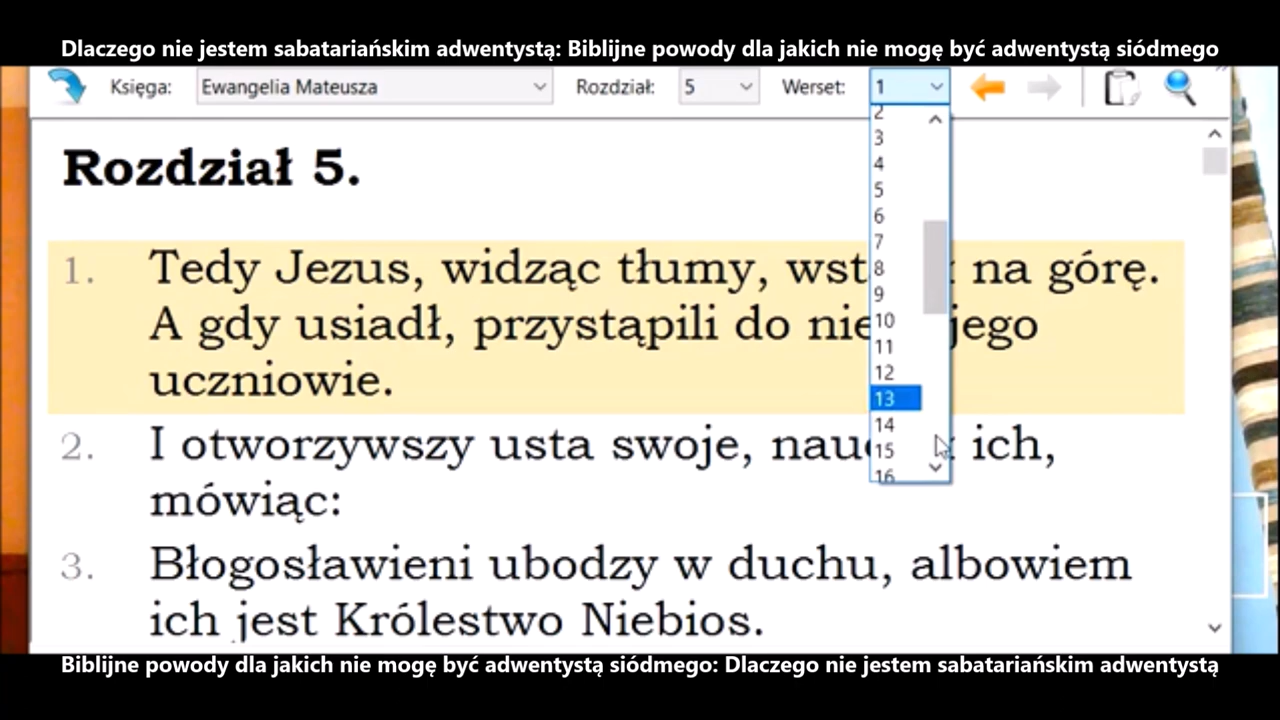 Dlaczego nie jestem sabatariańskim adwentystą: Biblijne powody dla jakich nie mogę być adwentystą siódmego
Księga: Ewangelia Mateusza Rozdział: 5 Werset: 1
2
3
4
5
6
7
8
9
10
11
12
13
14
15
16
Rozdział 5.
1. Tedy Jezus, widząc tłumy, na górę.
A gdy usiadł, przystąpili do jego
uczniowie.
2. I otworzywszy usta swoje, ich,
mówiąc:
3. Błogosławieni ubodzy w duchu, albowiem
ich jest Królestwo Niebios.
Biblijne powody dla jakich nie mogę być adwentystą siódmego: Dlaczego nie jestem sabatariańskim adwentystą